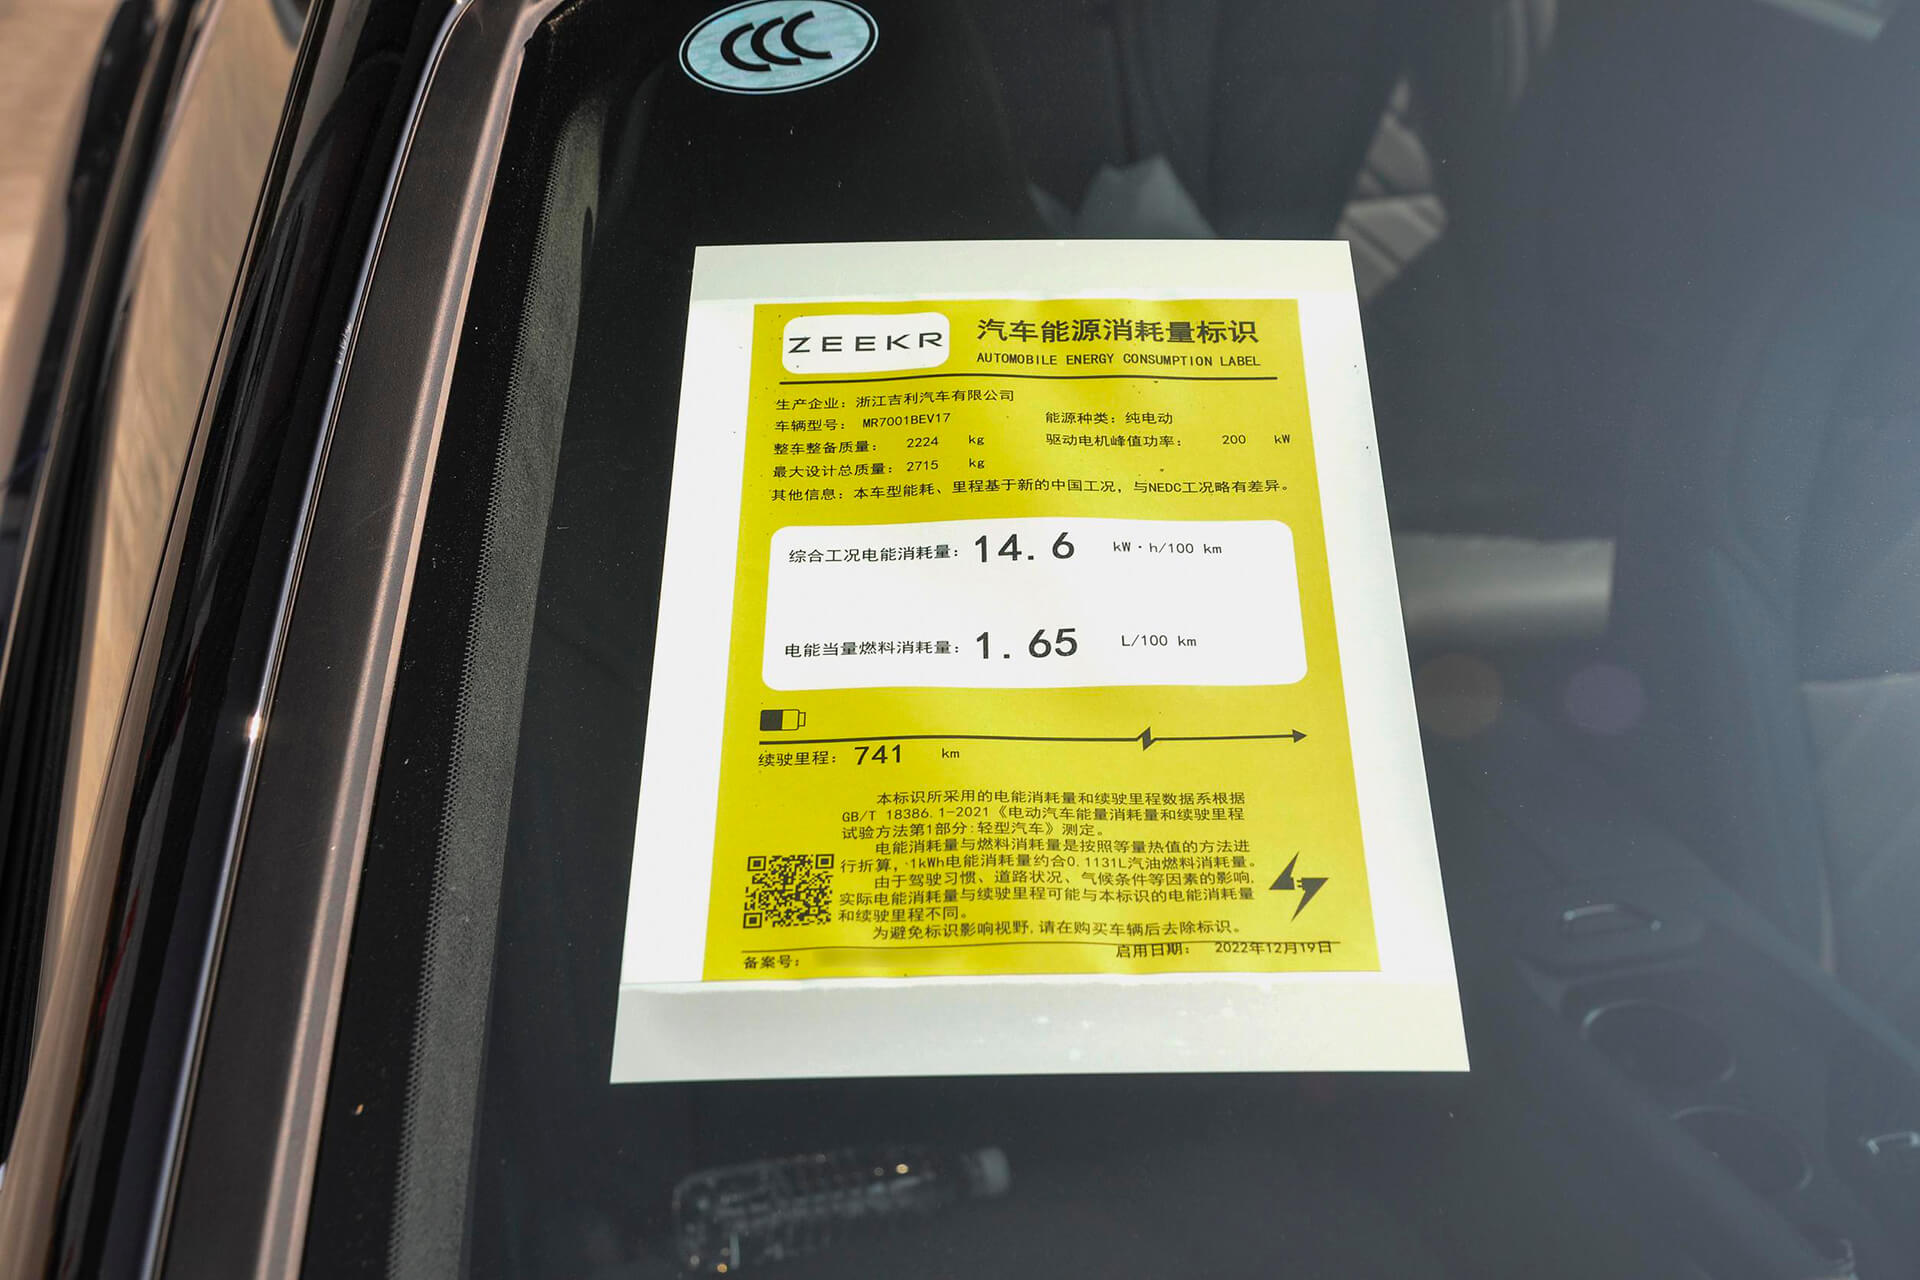 CCC
ZEEKR 汽车能源消耗量标识
AUTOMOBILE ENERGY CONSUMPTION LABEL
生产企业：浙江吉利汽车有限公司
车辆型号：MR7001BEV17 能源种类：纯电动
整车整备质量：2224 kg 驱动电机峰值功率：200 kW
最大设计总质量：2715 kg
其他信息：本车型能耗、里程基于新的中国工况，与NEDC工况略有差异。
综合工况电能消耗量：14.6 kW·h/100 km
电能当量燃料消耗量：1.65 L/100 km
续驶里程：741 km
本标识所采用的电能消耗量和续驶里程数据系根据
GB/T 18386.1-2021《电动汽车能量消耗量和续驶里程
试验方法第1部分:轻型汽车》测定。
电能消耗量与燃料消耗量是按照等量热值的方法进
行折算，1kWh电能消耗量约合0.1131L汽油燃料消耗量。
由于驾驶习惯、道路状况、气候条件等因素的影响,
实际电能消耗量与续驶里程可能与本标识的电能消耗量
和续驶里程不同。
为避免标识影响视野,请在购买车辆后去除标识。
备案号： 启用日期： 2022年12月19日